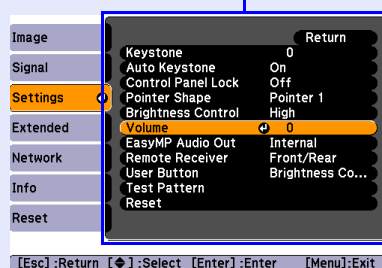 Image
Signal
Settings
Extended
Network
Info
Reset
Return
Keystone 0
Auto Keystone On
Control Panel Lock Off
Pointer Shape Pointer 1
Brightness Control High
Volume 0
EasyMP Audio Out Internal
Remote Receiver Front/Rear
User Button Brightness Co...
Test Pattern
Reset
[Esc] :Return [◆] :Select [Enter] :Enter [Menu]:Exit